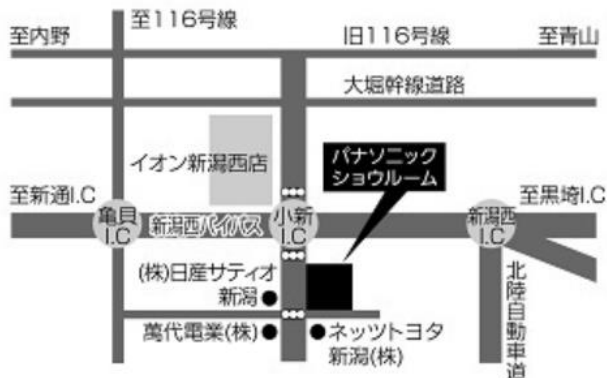 至116号線
至内野
旧116号線
至青山
大堀幹線道路
イオン新潟西店
パナソニック
ショウルーム
至新通I.C
至黒埼I.C
亀貝
I.C
新潟西バイパス
小新
I.C
新潟西
I.C
(株)日産サティオ
新潟
北陸自動車道
萬代電業(株)
ネッツトヨタ
新潟(株)